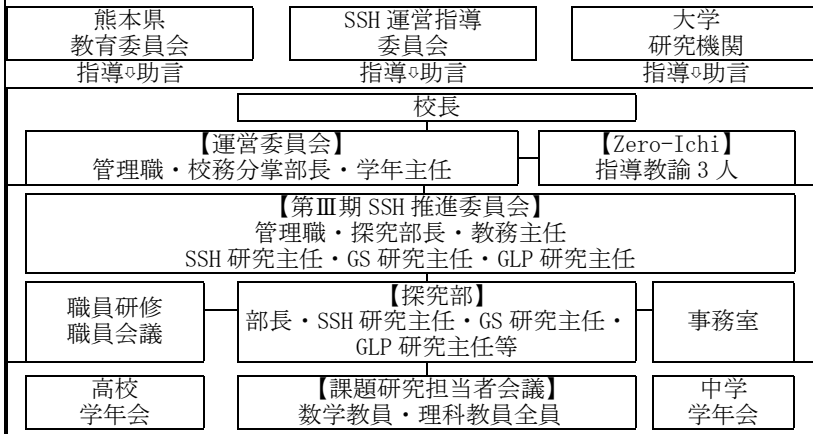 熊本県
教育委員会
SSH 運営指導
委員会
大学
研究機関
指導⇩助言
指導⇩助言
指導⇩助言
校長
【運営委員会】
管理職・校務分掌部長・学年主任
【Zero-Ichi】
指導教諭3人
【第Ⅲ期 SSH 推進委員会】
管理職・探究部長・教務主任
SSH 研究主任・GS 研究主任・GLP 研究主任
職員研修
職員会議
【探究部】
部長・SSH 研究主任・GS 研究主任・
GLP 研究主任等
事務室
高校
学年会
【課題研究担当者会議】
数学教員・理科教員全員
中学
学年会